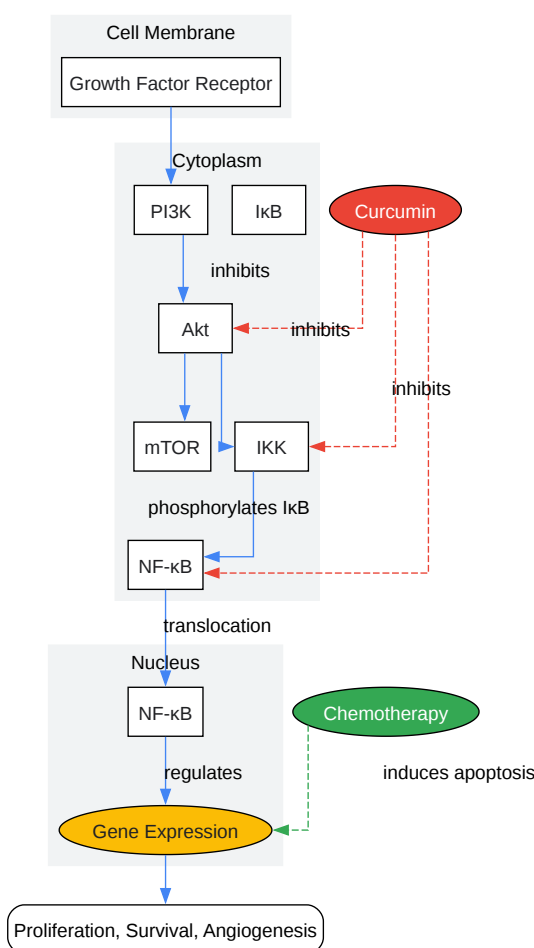 Cell Membrane
Growth Factor Receptor
Cytoplasm
PI3K
IκB
Curcumin
inhibits
Akt
inhibits
inhibits
mTOR
IKK
phosphorylates IκB
NF-κB
translocation
Nucleus
NF-κB
Chemotherapy
regulates
induces apoptosis
Gene Expression
Proliferation, Survival, Angiogenesis